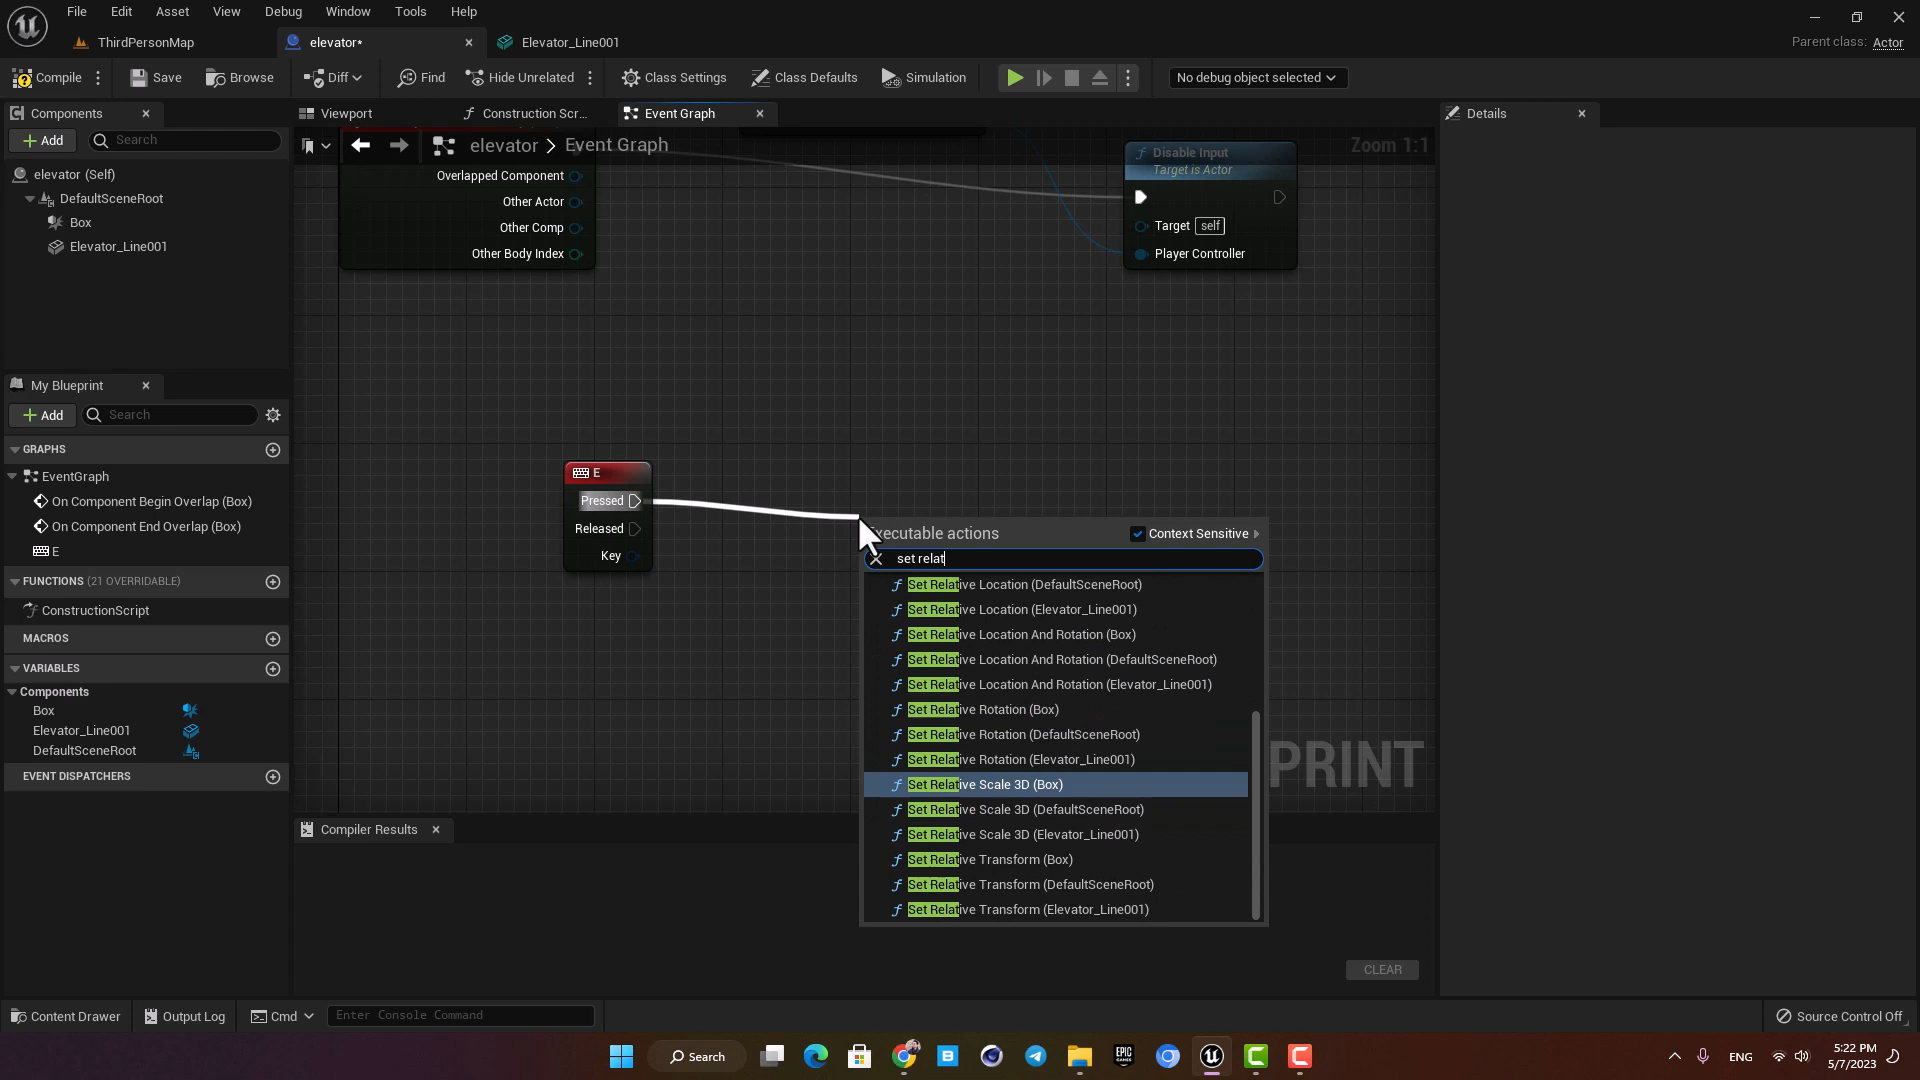 File Edit View Asset Debug Window Tools Help
ThirdPersonMap elevator* Elevator_Line001 Parent class: Actor
Compile Save Browse Diff Find Hide Unrelated Class Settings Class Defaults Simulation No debug object selected
Components Viewport Construction Scr... Event Graph Details
Add Search elevator > Event Graph Zoom 1:1
elevator (Self)
DefaultSceneRoot
Box
Elevator_Line001
Overlapped Component
Other Actor
Other Comp
Other Body Index
Disable Input
Target is Actor
Target self
Player Controller
My Blueprint
Add Search
GRAPHS
EventGraph
On Component Begin Overlap (Box)
On Component End Overlap (Box)
E
FUNCTIONS (21 OVERRIDABLE)
ConstructionScript
MACROS
VARIABLES
Components
Box
Elevator_Line001
DefaultSceneRoot
EVENT DISPATCHERS
E
Pressed
Released
Key
xecutable actions Context Sensitive
set relat
Set Relative Location (DefaultSceneRoot)
Set Relative Location (Elevator_Line001)
Set Relative Location And Rotation (Box)
Set Relative Location And Rotation (DefaultSceneRoot)
Set Relative Location And Rotation (Elevator_Line001)
Set Relative Rotation (Box)
Set Relative Rotation (DefaultSceneRoot)
Set Relative Rotation (Elevator_Line001)
Set Relative Scale 3D (Box)
Set Relative Scale 3D (DefaultSceneRoot)
Set Relative Scale 3D (Elevator_Line001)
Set Relative Transform (Box)
Set Relative Transform (DefaultSceneRoot)
Set Relative Transform (Elevator_Line001)
PRINT
Compiler Results
CLEAR
Content Drawer Output Log Cmd Enter Console Command Source Control Off
Search EPIC ENG 5:22 PM
5/7/2023